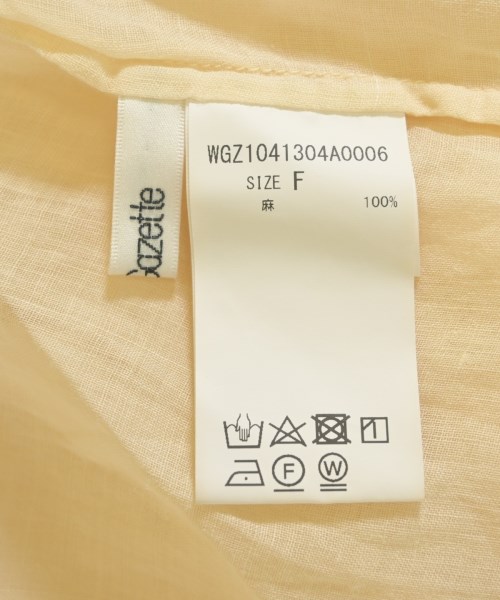 Gazette
WGZ1041304A0006
SIZE F
麻 100%
F W